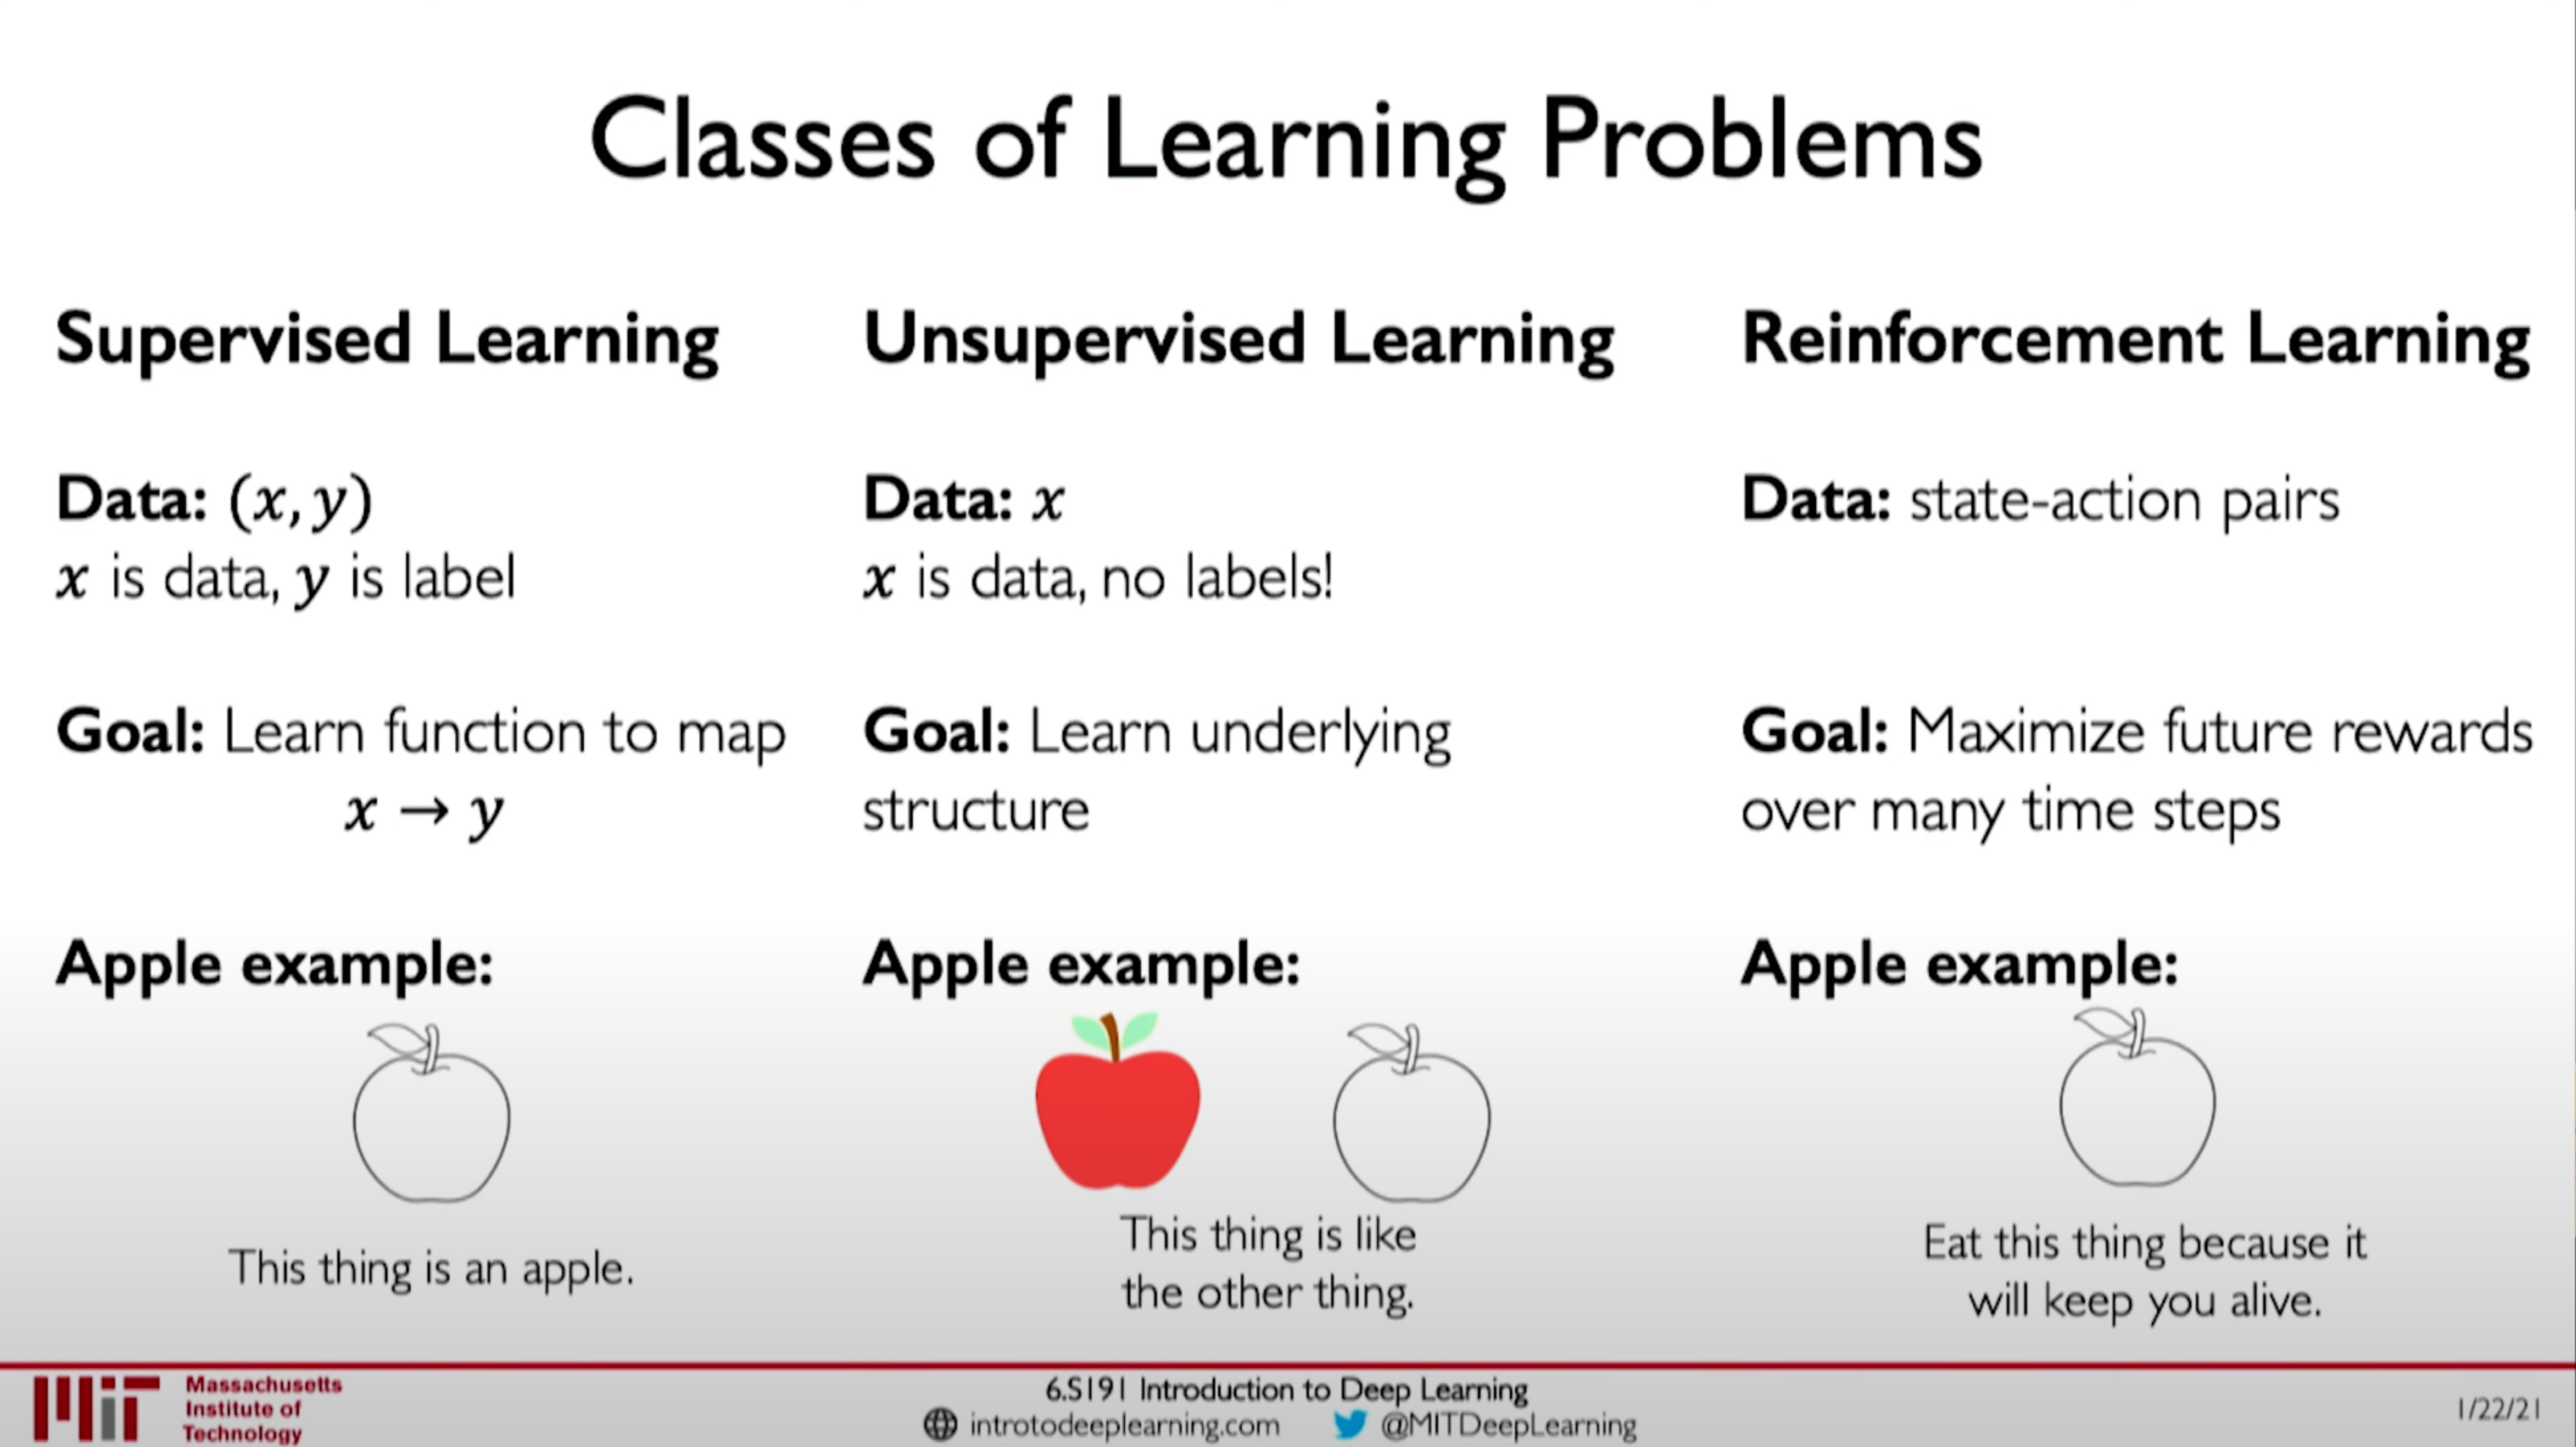 Classes of Learning Problems
Supervised Learning
Data: (x, y)
x is data, y is label
Goal: Learn function to map
x → y
Apple example:
This thing is an apple.
Unsupervised Learning
Data: x
x is data, no labels!
Goal: Learn underlying
structure
Apple example:
This thing is like
the other thing.
Reinforcement Learning
Data: state-action pairs
Goal: Maximize future rewards
over many time steps
Apple example:
Eat this thing because it
will keep you alive.
MIT
Massachusetts
Institute of
Technology
6.S191 Introduction to Deep Learning
introtodeeplearning.com @MITDeepLearning
1/22/21